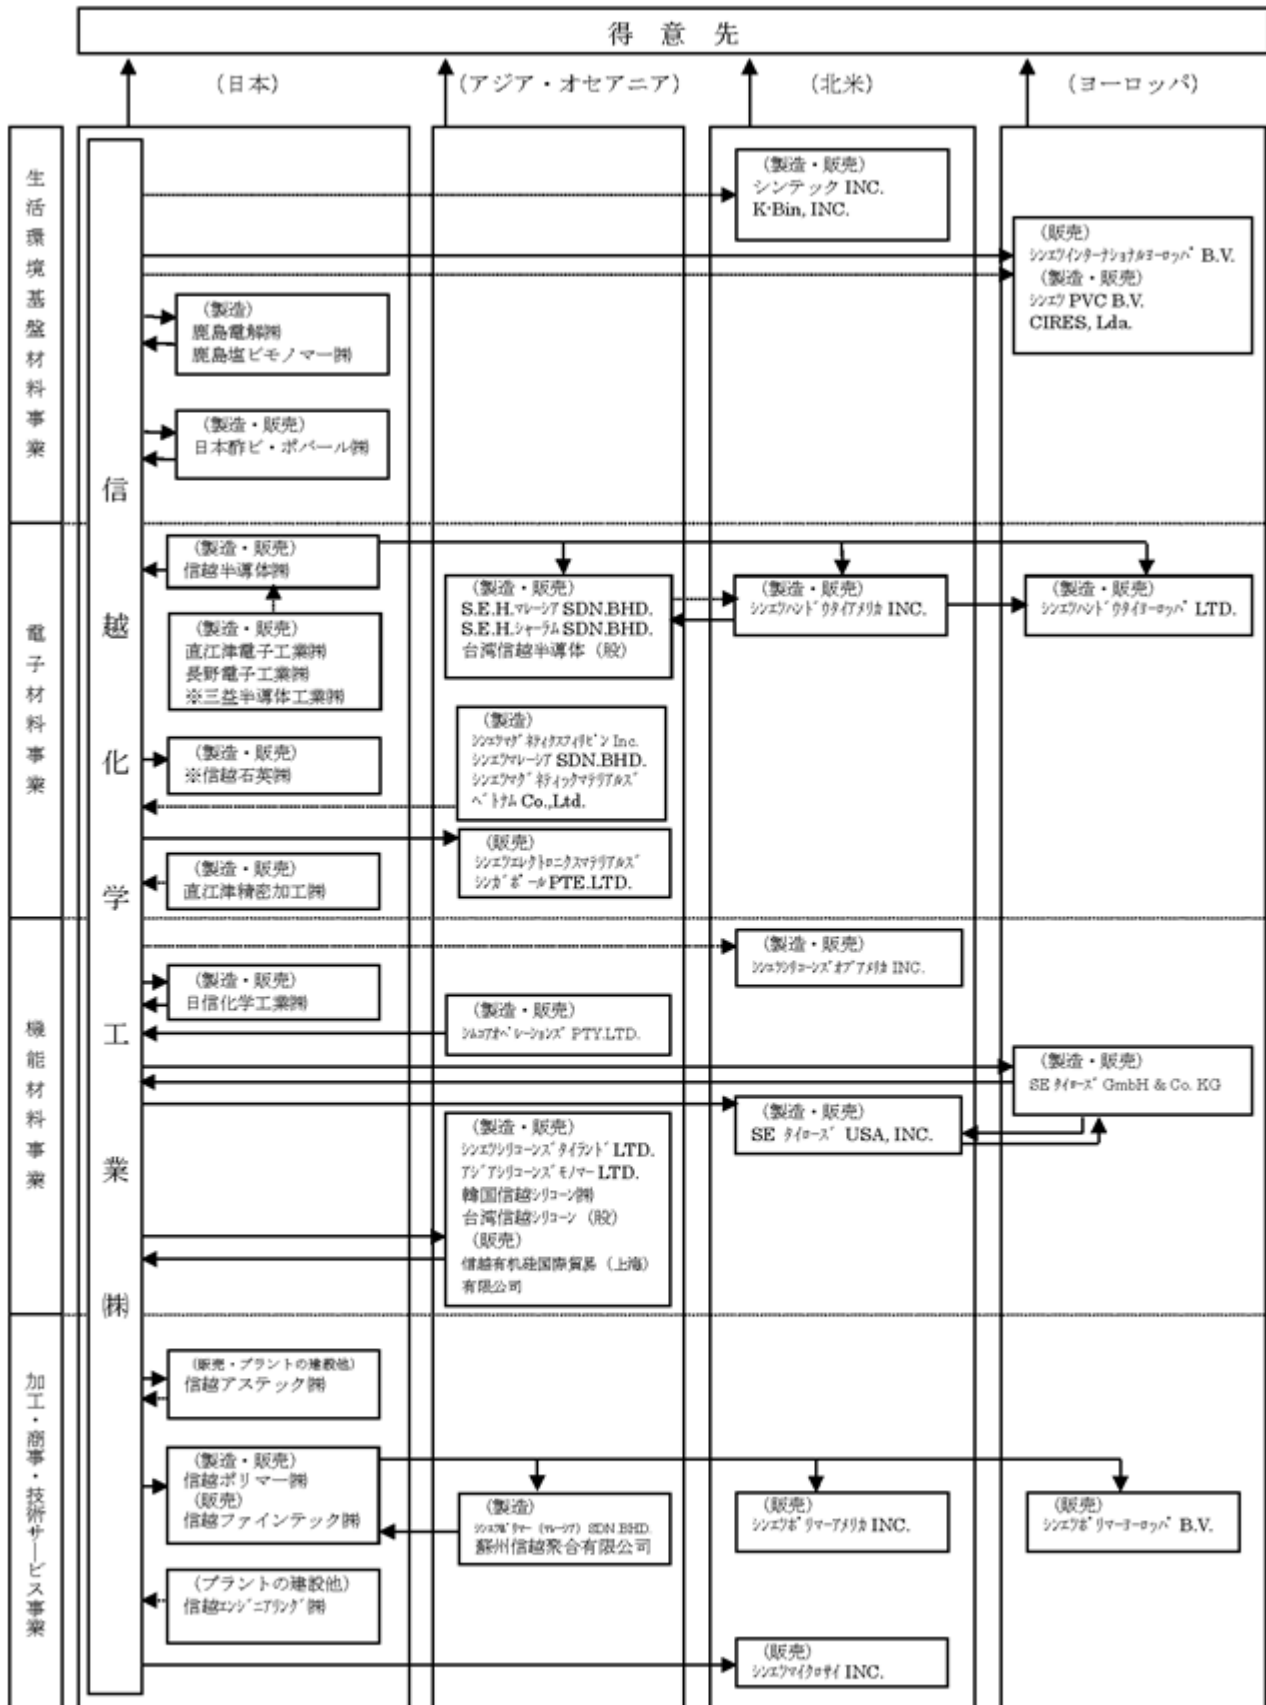 得意先
(日本)
(アジア・オセアニア)
(北米)
(ヨーロッパ)
信越化学工業㈱
生活環境基盤材料事業
(製造・販売)
シンテック INC.
K-Bin, INC.
(販売)
シンエツインターナショナルヨーロッパ B.V.
(製造・販売)
シンエツ PVC B.V.
CIRES, Lda.
(製造)
鹿島電解㈱
鹿島塩ビモノマー㈱
(製造・販売)
日本酢ビ・ポバール㈱
電子材料事業
(製造・販売)
信越半導体㈱
(製造・販売)
S.E.H.マレーシア SDN.BHD.
S.E.H.シャーラム SDN.BHD.
台湾信越半導体(股)
(製造・販売)
シンエツハンドウタイアメリカ INC.
(製造・販売)
シンエツハンドウタイヨーロッパ LTD.
(製造・販売)
直江津電子工業㈱
長野電子工業㈱
※三益半導体工業㈱
(製造)
シンエツマグネティクスフィリピン Inc.
シンエツマレーシア SDN.BHD.
シンエツマグネティックマテリアルズ
ベトナム Co.,Ltd.
(製造・販売)
※信越石英㈱
(販売)
シンエツエレクトロニクスマテリアルズ
シンガポール PTE.LTD.
(製造・販売)
直江津精密加工㈱
機能材料事業
(製造・販売)
シンエツシリコーンズオブアメリカ INC.
(製造・販売)
日信化学工業㈱
(製造・販売)
シムコアオペレーションズ PTY.LTD.
(製造・販売)
SE タイローズ GmbH & Co. KG
(製造・販売)
SE タイローズ USA, INC.
(製造・販売)
シンエツシリコーンズタイランド LTD.
アジアシリコーンズモノマー LTD.
韓国信越シリコーン㈱
台湾信越シリコーン(股)
(販売)
信越有机硅国際貿易(上海)
有限公司
加工・商事・技術サービス事業
(販売・プラントの建設他)
信越アステック㈱
(製造・販売)
信越ポリマー㈱
(販売)
信越ファインテック㈱
(製造)
シンエツポリマー(マレーシア) SDN.BHD.
蘇州信越聚合有限公司
(販売)
シンエツポリマーアメリカ INC.
(販売)
シンエツポリマーヨーロッパ B.V.
(プラントの建設他)
信越エンジニアリング㈱
(販売)
シンエツマイクロサイ INC.